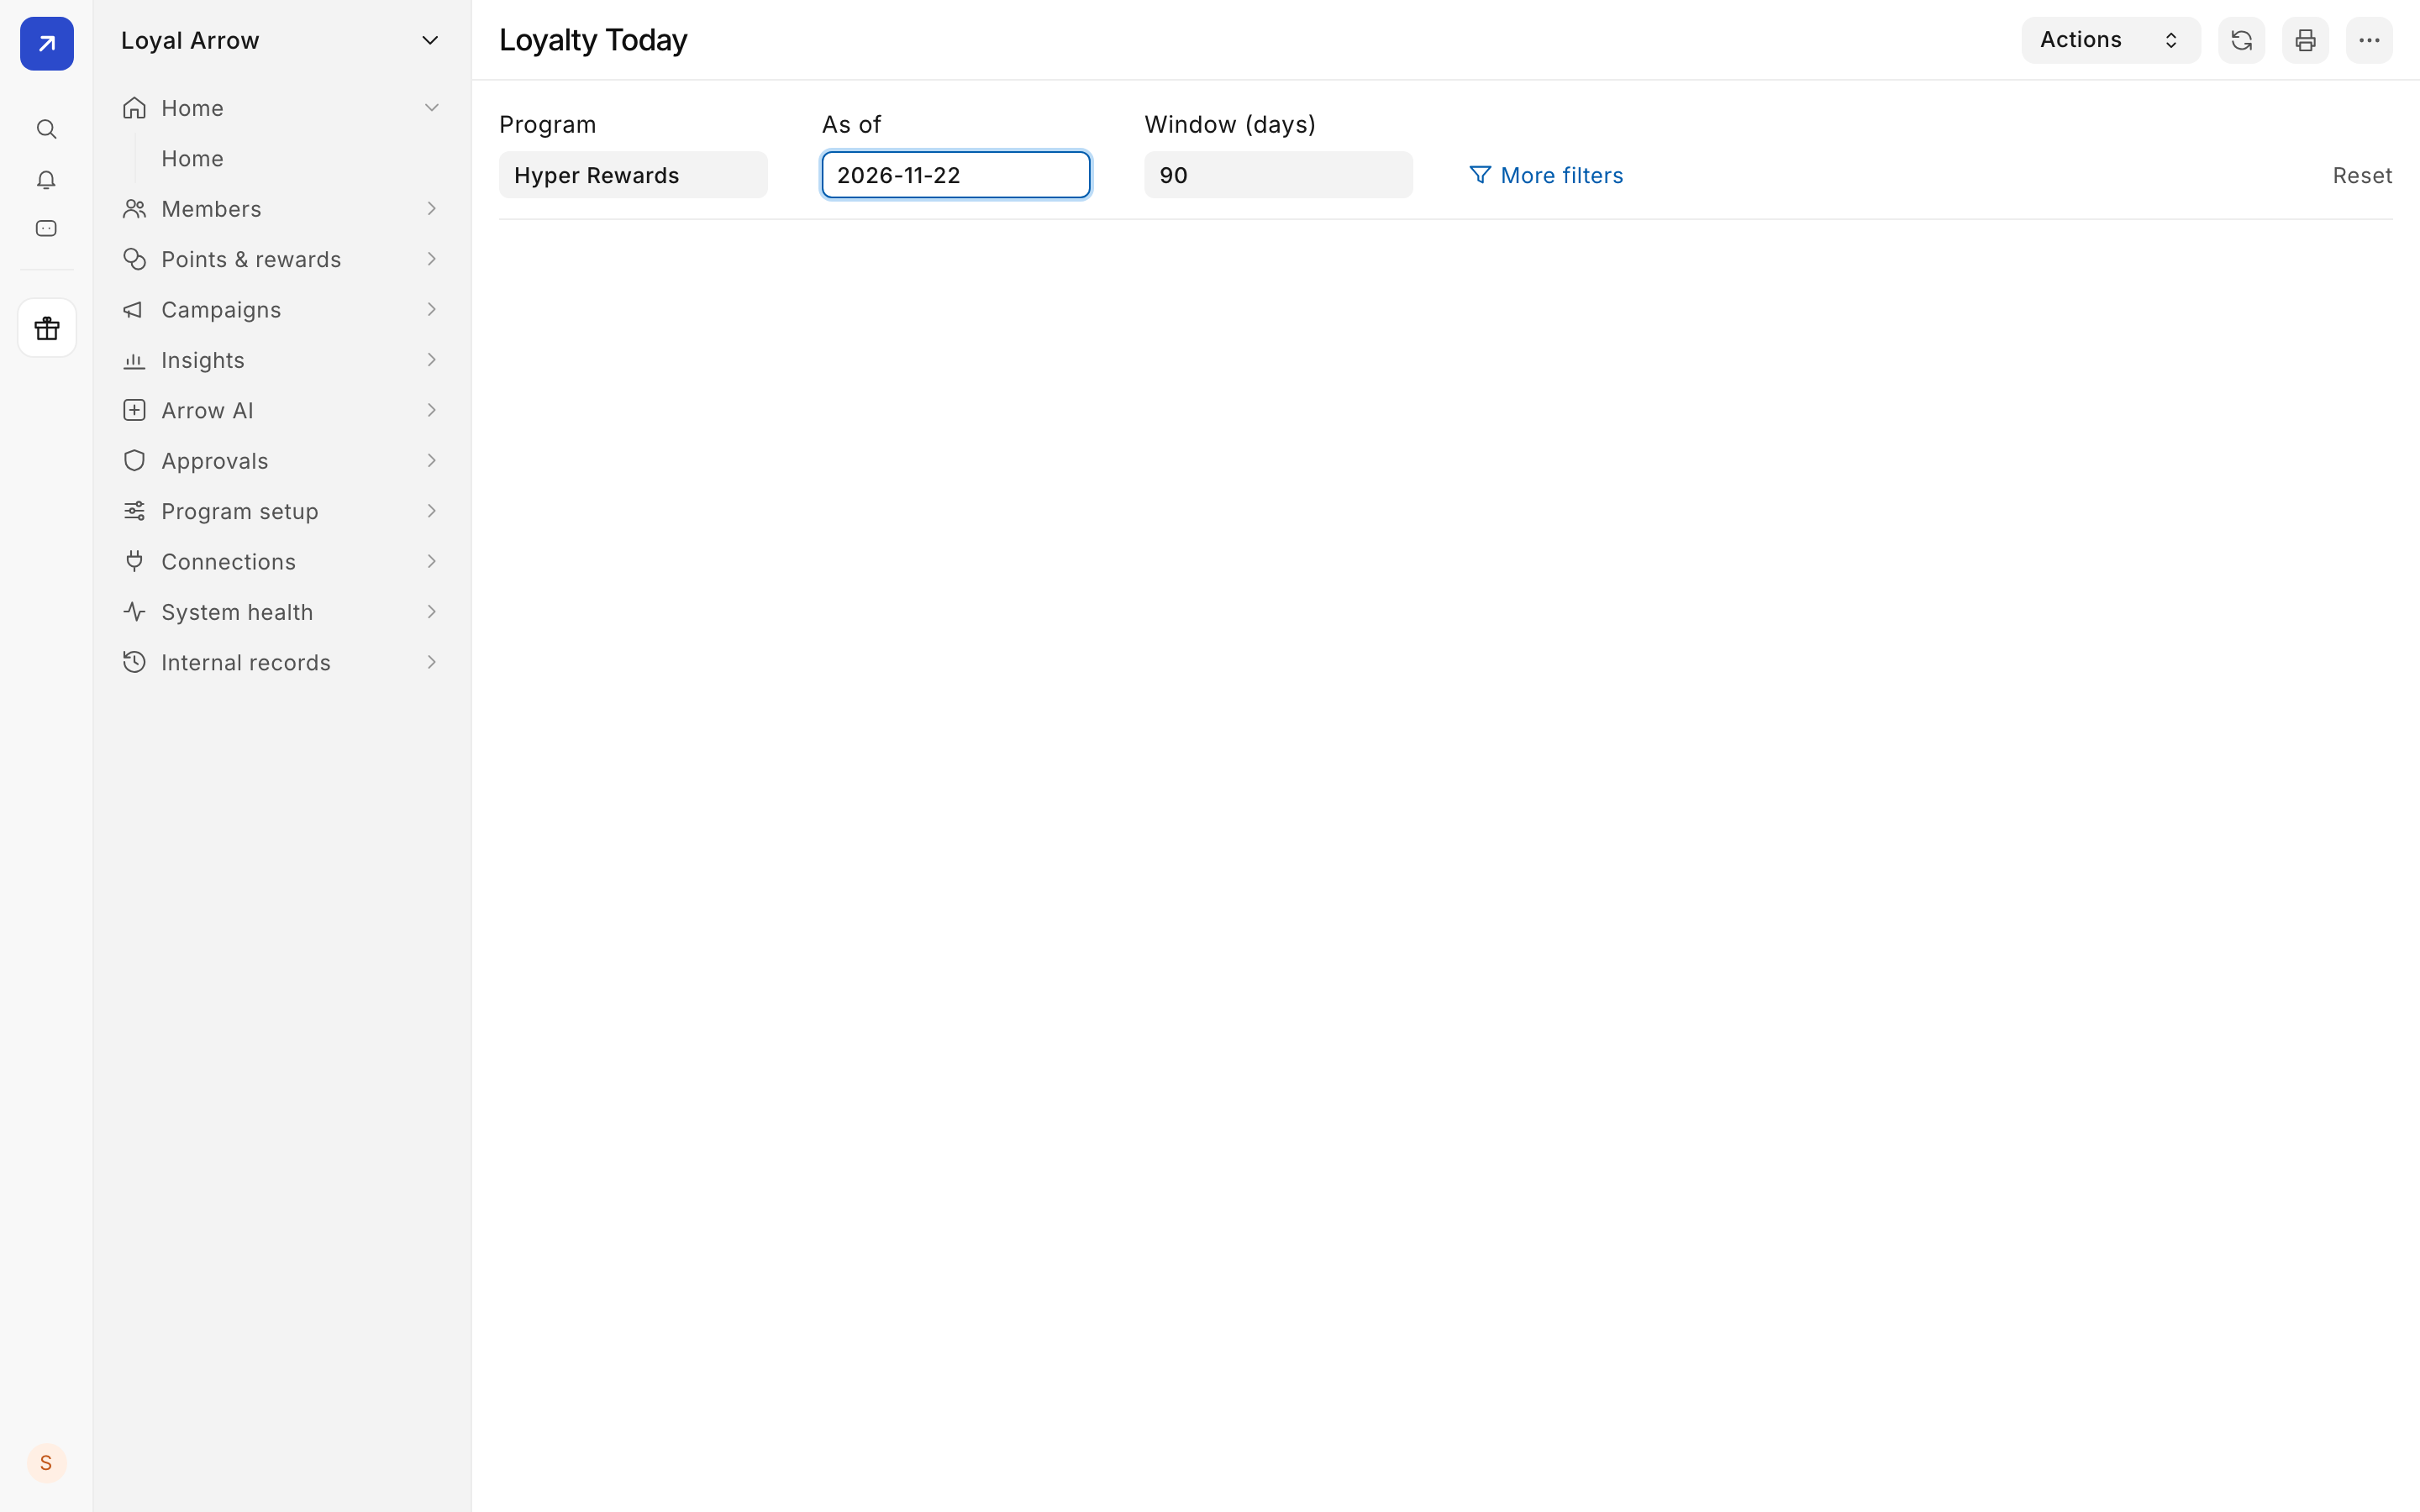 Loyal Arrow
Home
Home
Members
Points & rewards
Campaigns
Insights
Arrow AI
Approvals
Program setup
Connections
System health
Internal records
S
Loyalty Today
Actions
Program
As of
Window (days)
Hyper Rewards
2026-11-22
90
More filters
Reset